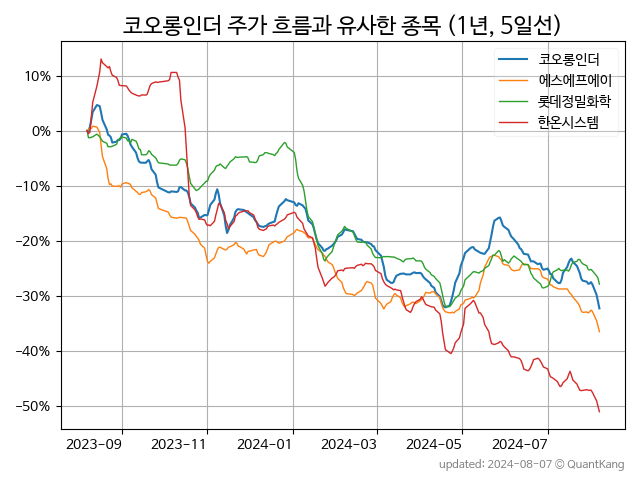 코오롱인더 주가 흐름과 유사한 종목 (1년, 5일선)
코오롱인더
에스에프에이
롯데정밀화학
한온시스템
10%
0%
−10%
−20%
−30%
−40%
−50%
2023-09 2023-11 2024-01 2024-03 2024-05 2024-07
updated: 2024-08-07 © QuantKang